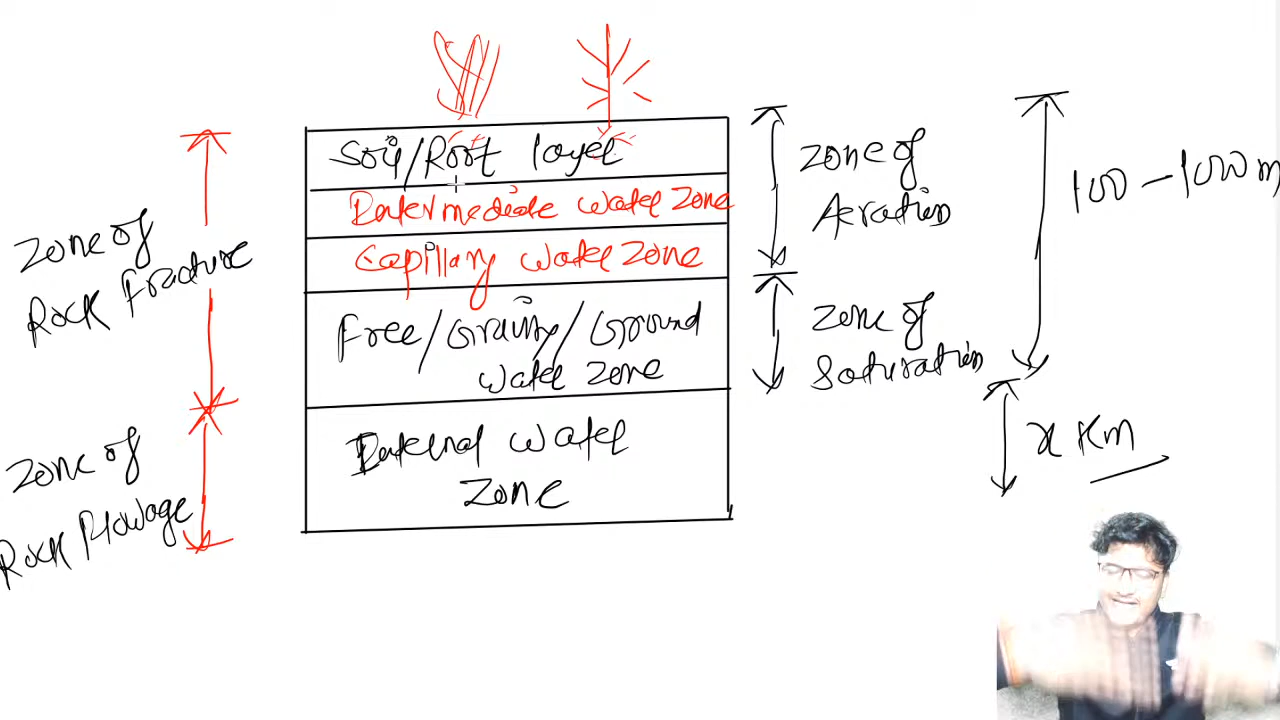 Soil/Root layer
Intermediate water zone
Capillary water zone
Free/Gravity/Ground
water zone
Internal water
zone
zone of
Rock Fracture
zone of
Rock Flowage
zone of
Aeration
zone of
Saturation
100-1000m
x Km